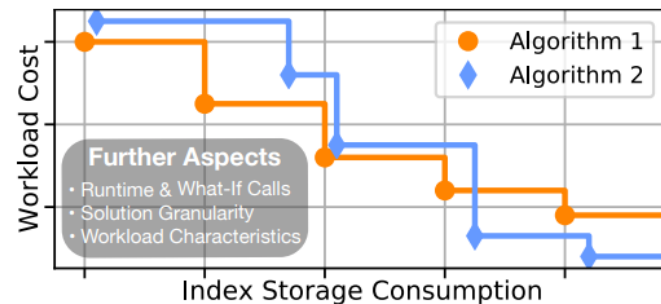 Algorithm 1
Algorithm 2
Workload Cost
Further Aspects
• Runtime & What-If Calls
• Solution Granularity
• Workload Characteristics
Index Storage Consumption